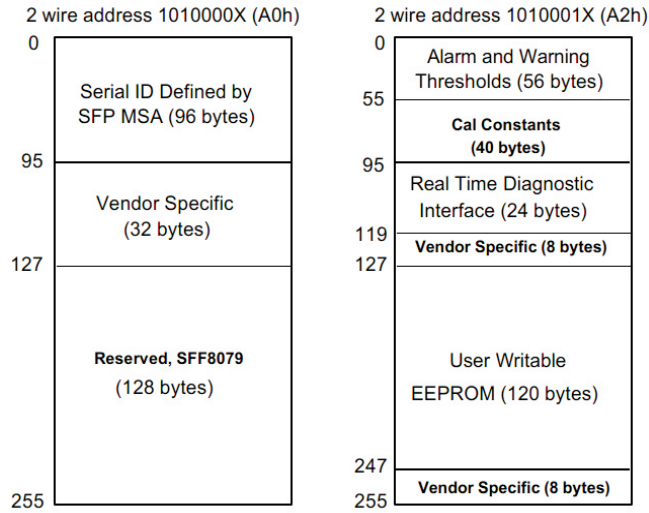 2 wire address 1010000X (A0h)
0
Serial ID Defined by
SFP MSA (96 bytes)
95
Vendor Specific
(32 bytes)
127
Reserved, SFF8079
(128 bytes)
255
2 wire address 1010001X (A2h)
0
Alarm and Warning
Thresholds (56 bytes)
55
Cal Constants
(40 bytes)
95
Real Time Diagnostic
Interface (24 bytes)
119
Vendor Specific (8 bytes)
127
User Writable
EEPROM (120 bytes)
247
Vendor Specific (8 bytes)
255